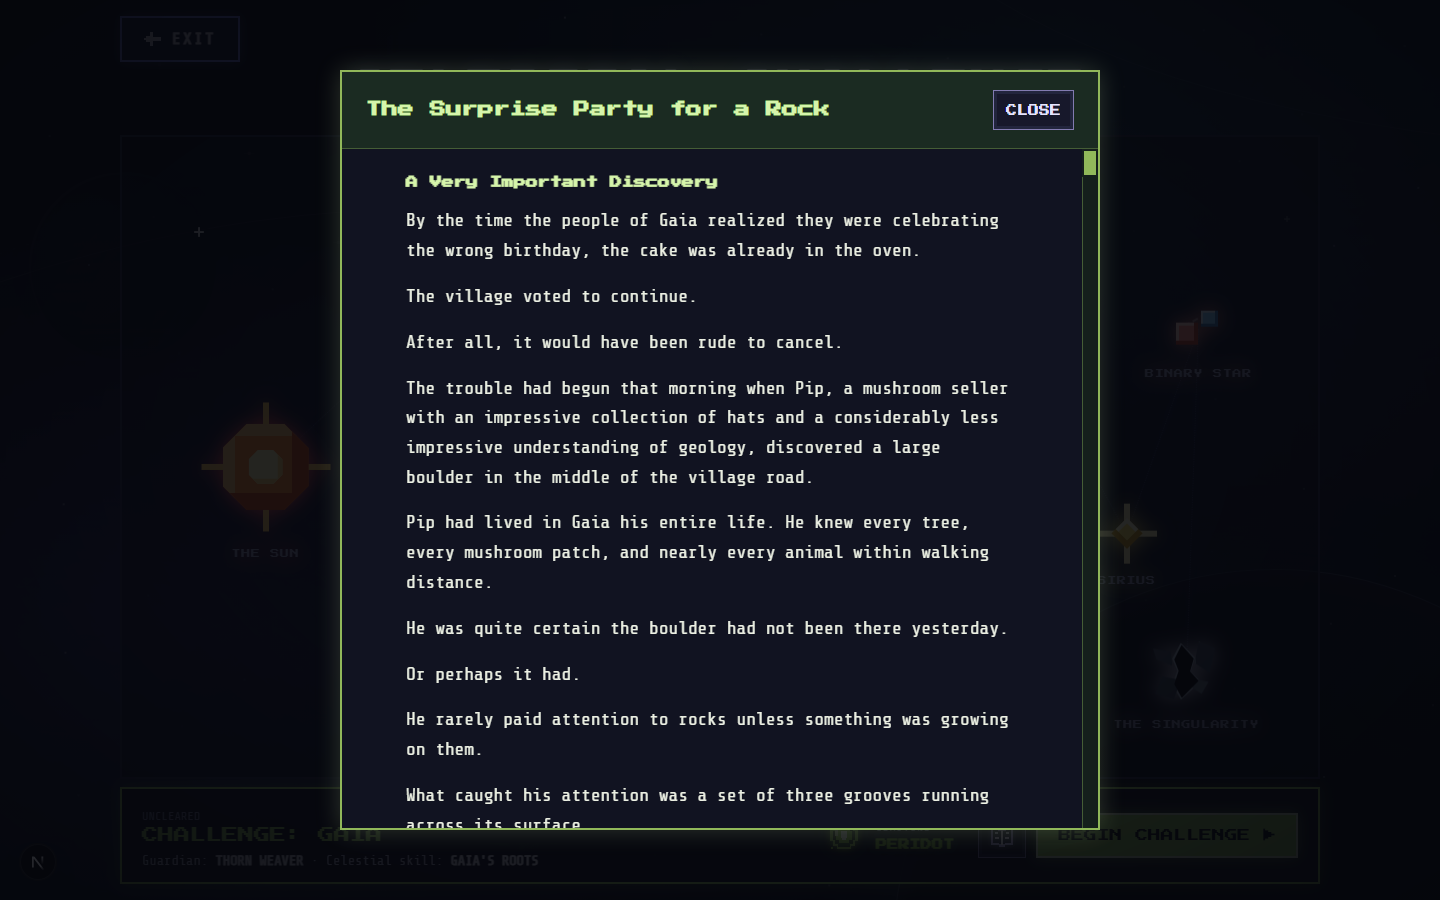 EXIT
The Surprise Party for a Rock
CLOSE
A Very Important Discovery
By the time the people of Gaia realized they were celebrating
the wrong birthday, the cake was already in the oven.
The village voted to continue.
After all, it would have been rude to cancel.
The trouble had begun that morning when Pip, a mushroom seller
with an impressive collection of hats and a considerably less
impressive understanding of geology, discovered a large
boulder in the middle of the village road.
Pip had lived in Gaia his entire life. He knew every tree,
every mushroom patch, and nearly every animal within walking
distance.
He was quite certain the boulder had not been there yesterday.
Or perhaps it had.
He rarely paid attention to rocks unless something was growing
on them.
What caught his attention was a set of three grooves running
across its surface
THE SUN
BINARY STAR
SIRIUS
THE SINGULARITY
UNCLEARED
CHALLENGE: GAIA
Guardian: THORN WEAVER · Celestial skill: GAIA'S ROOTS
PERIDOT
BEGIN CHALLENGE ▶
N